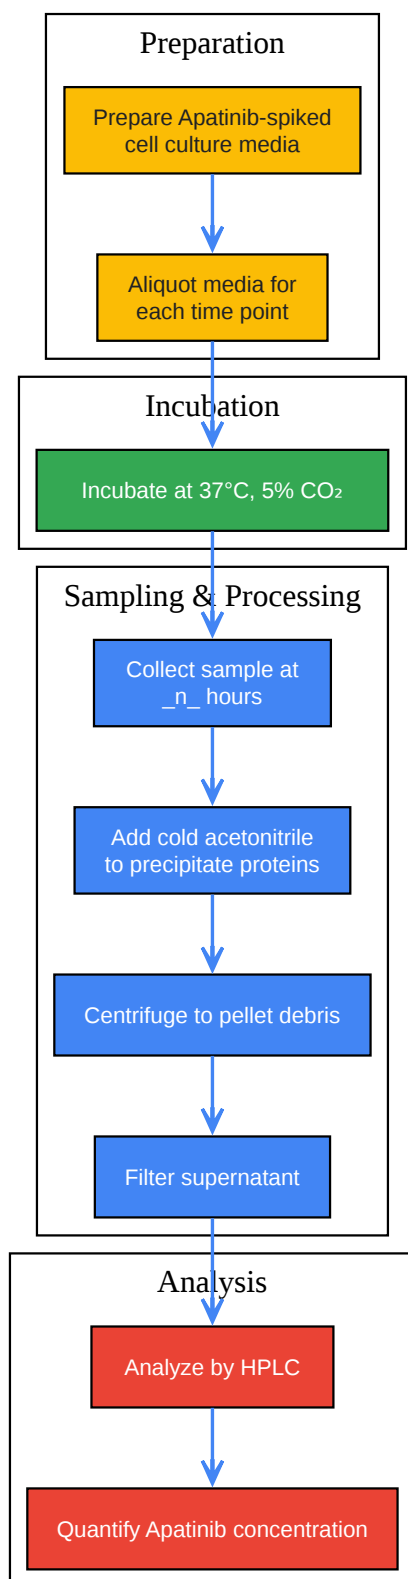 Preparation
Prepare Apatinib-spiked
cell culture media
Aliquot media for
each time point
Incubation
Incubate at 37°C, 5% CO₂
Sampling & Processing
Collect sample at
_n_ hours
Add cold acetonitrile
to precipitate proteins
Centrifuge to pellet debris
Filter supernatant
Analysis
Analyze by HPLC
Quantify Apatinib concentration